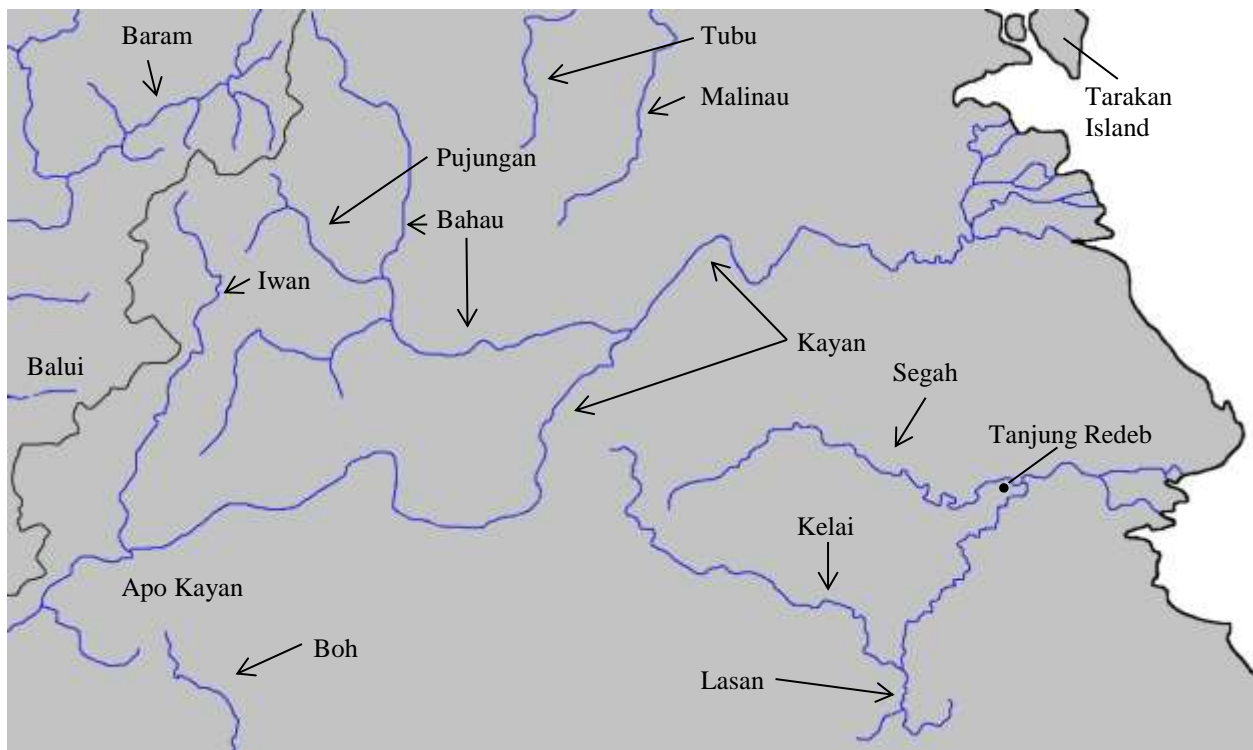 Baram
Tubu
Malinau
Tarakan
Island
Pujungan
Bahau
Iwan
Kayan
Balui
Segah
Tanjung Redeb
Kelai
Apo Kayan
Boh
Lasan